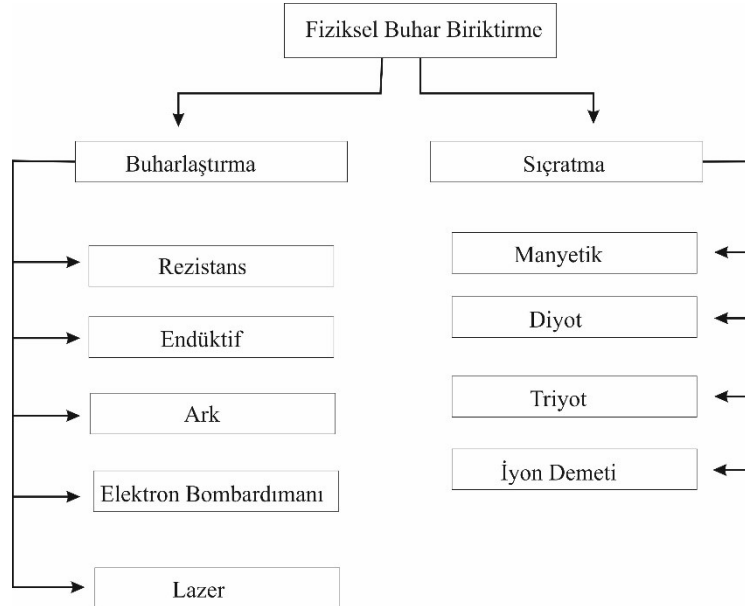 Fiziksel Buhar Biriktirme
Buharlaştırma
Sıçratma
Rezistans
Endüktif
Ark
Elektron Bombardımanı
Lazer
Manyetik
Diyot
Triyot
İyon Demeti